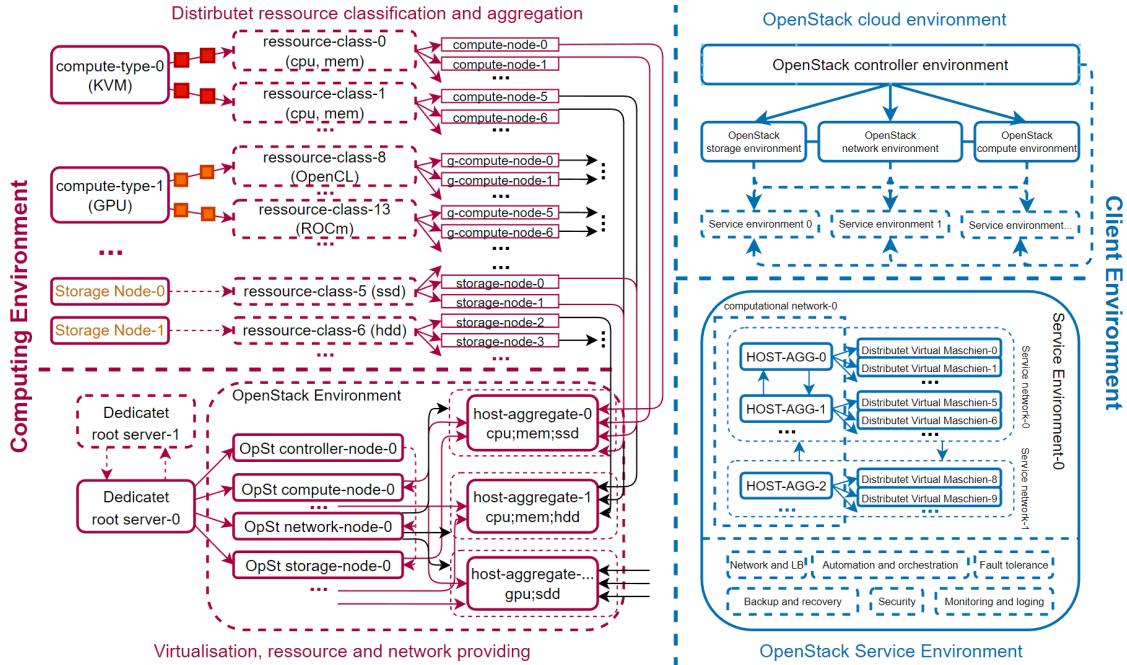 Distirbutet ressource classification and aggregation
Computing Environment
compute-type-0
(KVM)
ressource-class-0
(cpu, mem)
compute-node-0
compute-node-1
...
ressource-class-1
(cpu, mem)
...
compute-node-5
compute-node-6
...
compute-type-1
(GPU)
ressource-class-8
(OpenCL)
g-compute-node-0
g-compute-node-1
...
...
ressource-class-13
(ROCm)
g-compute-node-5
g-compute-node-6
...
...
...
...
Storage Node-0
ressource-class-5 (ssd)
storage-node-0
storage-node-1
Storage Node-1
ressource-class-6 (hdd)
...
storage-node-2
storage-node-3
...
...
OpenStack Environment
Dedicatet
root server-1
Dedicatet
root server-0
OpSt controller-node-0
OpSt compute-node-0
...
OpSt network-node-0
OpSt storage-node-0
...
host-aggregate-0
cpu;mem;ssd
host-aggregate-1
cpu;mem;hdd
host-aggregate-...
gpu;sdd
Virtualisation, ressource and network providing
OpenStack cloud environment
Client Environment
OpenStack controller environment
OpenStack
storage environment
OpenStack
network environment
OpenStack
compute environment
Service environment 0
Service environment 1
Service environment...
computational network-0
Service Environment-0
HOST-AGG-0
Distributet Virtual Maschien-0
Distributet Virtual Maschien-1
...
HOST-AGG-1
...
Distributet Virtual Maschien-5
Distributet Virtual Maschien-6
...
Service network-0
HOST-AGG-2
...
Distributet Virtual Maschien-8
Distributet Virtual Maschien-9
...
Service network-1
Network and LB
Automation and orchestration
Fault tolerance
Backup and recovery
Security
Monitoring and loging
OpenStack Service Environment